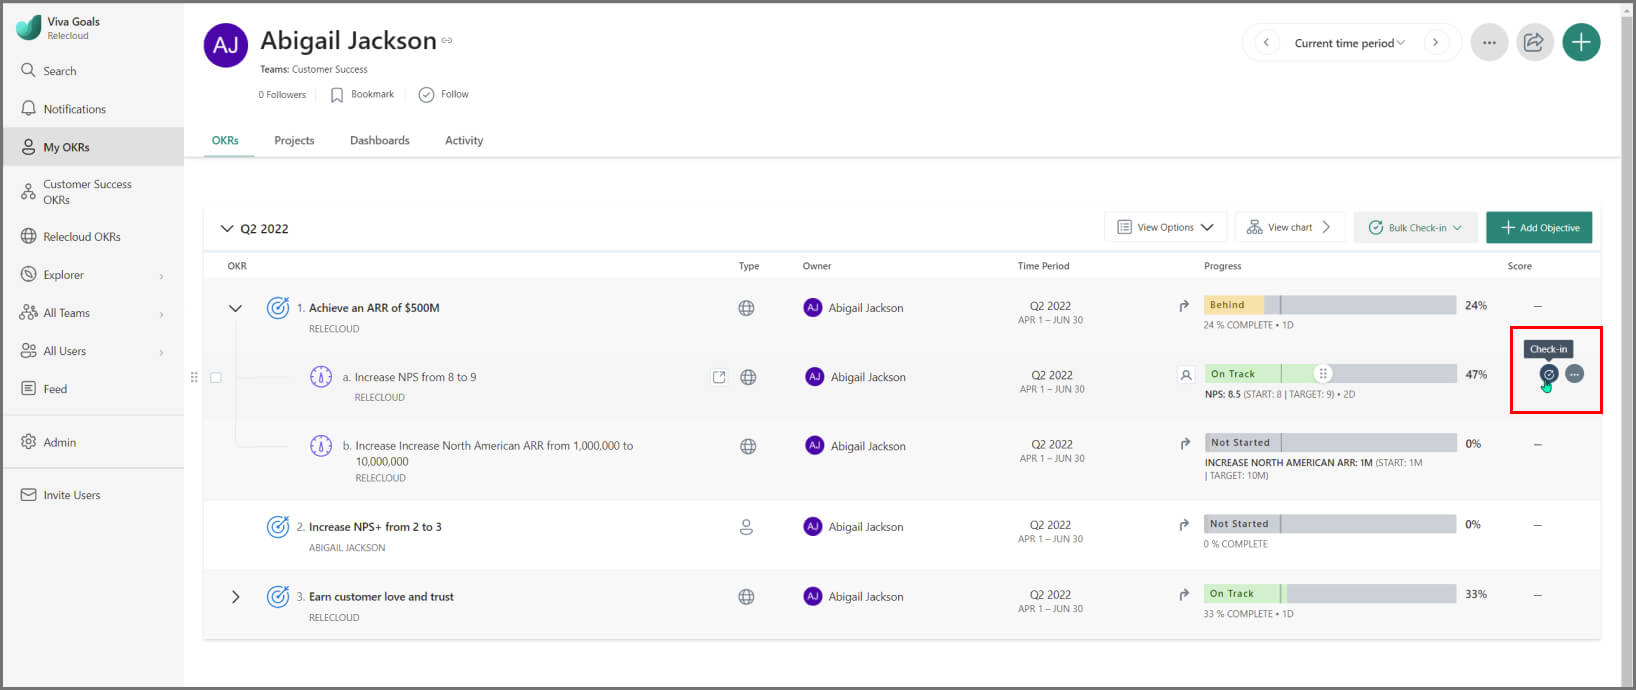 Viva Goals
Relecloud
Search
Notifications
My OKRs
Customer Success
OKRs
Relecloud OKRs
Explorer
All Teams
All Users
Feed
Admin
Invite Users
AJ
Abigail Jackson
Teams: Customer Success
0 Followers
Bookmark
Follow
Current time period
OKRs
Projects
Dashboards
Activity
Q2 2022
View Options
View chart
Bulk Check-in
Add Objective
OKR
Type
Owner
Time Period
Progress
Score
1. Achieve an ARR of $500M
RELECLOUD
AJ
Abigail Jackson
Q2 2022
APR 1 – JUN 30
Behind
24%
24 % COMPLETE • 1D
—
Check-in
a. Increase NPS from 8 to 9
RELECLOUD
AJ
Abigail Jackson
Q2 2022
APR 1 – JUN 30
On Track
47%
NPS: 8.5 (START: 8 | TARGET: 9) • 2D
b. Increase Increase North American ARR from 1,000,000 to
10,000,000
RELECLOUD
AJ
Abigail Jackson
Q2 2022
APR 1 – JUN 30
Not Started
0%
INCREASE NORTH AMERICAN ARR: 1M (START: 1M
| TARGET: 10M)
—
2. Increase NPS+ from 2 to 3
ABIGAIL JACKSON
AJ
Abigail Jackson
Q2 2022
APR 1 – JUN 30
Not Started
0%
0 % COMPLETE
—
3. Earn customer love and trust
RELECLOUD
AJ
Abigail Jackson
Q2 2022
APR 1 – JUN 30
On Track
33%
33 % COMPLETE • 1D
—